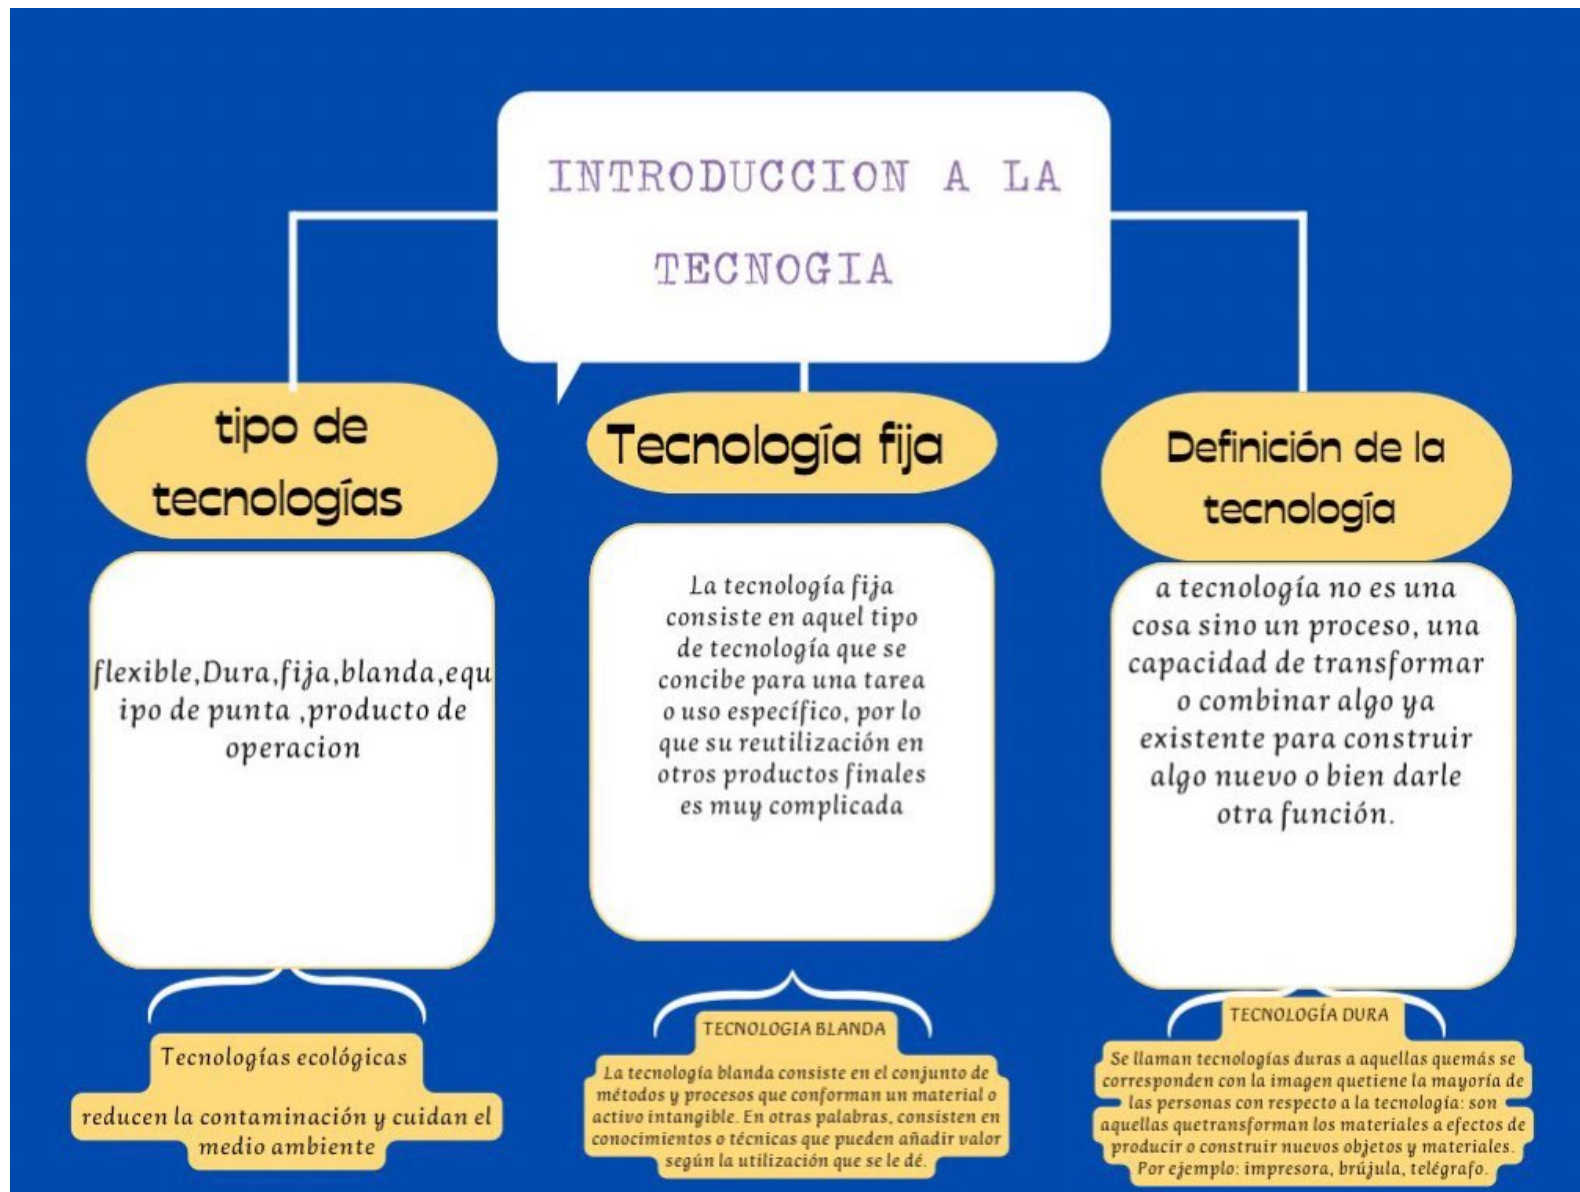 INTRODUCCION A LA
TECNOGIA
tipo de
tecnologías
flexible,Dura,fija,blanda,equ
ipo de punta ,producto de
operacion
Tecnologías ecológicas
reducen la contaminación y cuidan el
medio ambiente
Tecnología fija
La tecnología fija
consiste en aquel tipo
de tecnología que se
concibe para una tarea
o uso específico, por lo
que su reutilización en
otros productos finales
es muy complicada
TECNOLOGIA BLANDA
La tecnología blanda consiste en el conjunto de
métodos y procesos que conforman un material o
activo intangible. En otras palabras, consisten en
conocimientos o técnicas que pueden añadir valor
según la utilización que se le dé.
Definición de la
tecnología
a tecnología no es una
cosa sino un proceso, una
capacidad de transformar
o combinar algo ya
existente para construir
algo nuevo o bien darle
otra función.
TECNOLOGÍA DURA
Se llaman tecnologías duras a aquellas quemás se
corresponden con la imagen quetiene la mayoría de
las personas con respecto a la tecnología: son
aquellas quetransforman los materiales a efectos de
producir o construir nuevos objetos y materiales.
Por ejemplo: impresora, brújula, telégrafo.